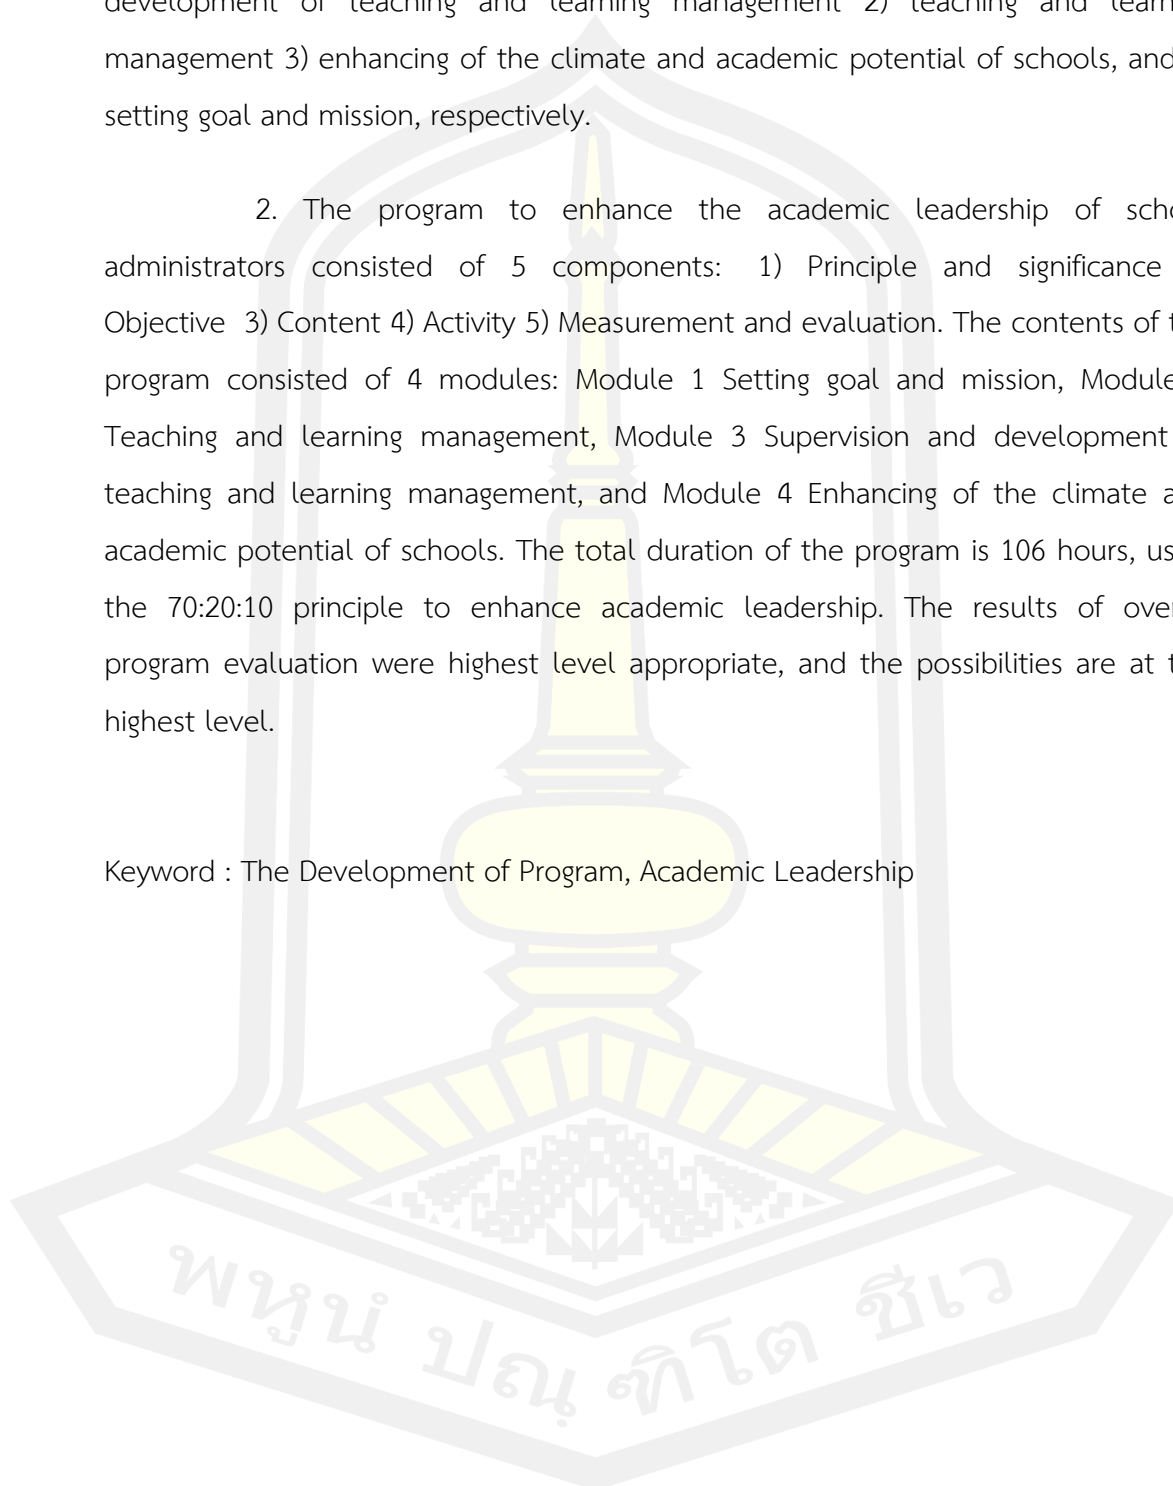 development of teaching and learning management 2) teaching and learn
management 3) enhancing of the climate and academic potential of schools, and
setting goal and mission, respectively.
2. The program to enhance the academic leadership of scho
administrators consisted of 5 components: 1) Principle and significance
Objective 3) Content 4) Activity 5) Measurement and evaluation. The contents of t
program consisted of 4 modules: Module 1 Setting goal and mission, Module
Teaching and learning management, Module 3 Supervision and development
teaching and learning management, and Module 4 Enhancing of the climate a
academic potential of schools. The total duration of the program is 106 hours, us
the 70:20:10 principle to enhance academic leadership. The results of over
program evaluation were highest level appropriate, and the possibilities are at t
highest level.
Keyword : The Development of Program, Academic Leadership
พหูนํ ปณฺฑิโต ชีเว